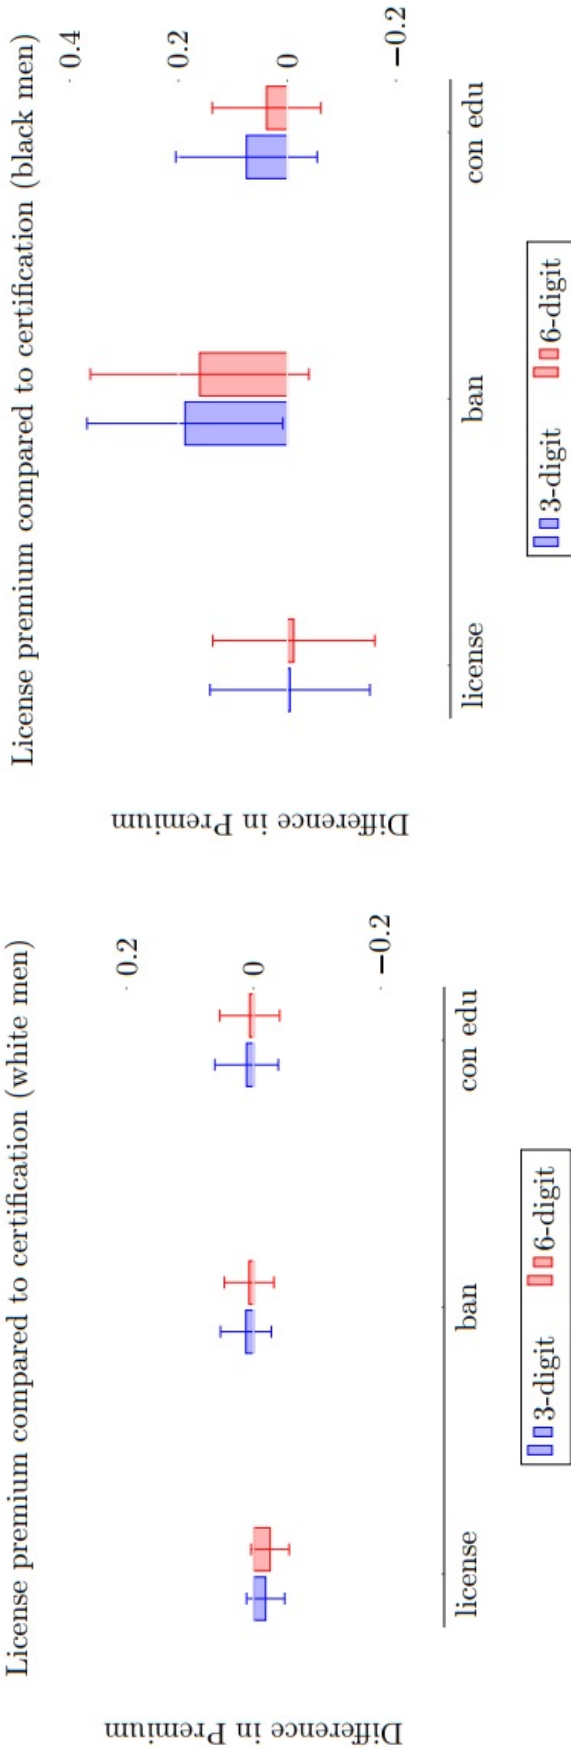 License premium compared to certification (white men)
Difference in Premium
0.2
0
−0.2
license ban con edu
3-digit 6-digit
License premium compared to certification (black men)
Difference in Premium
0.4
0.2
0
−0.2
license ban con edu
3-digit 6-digit